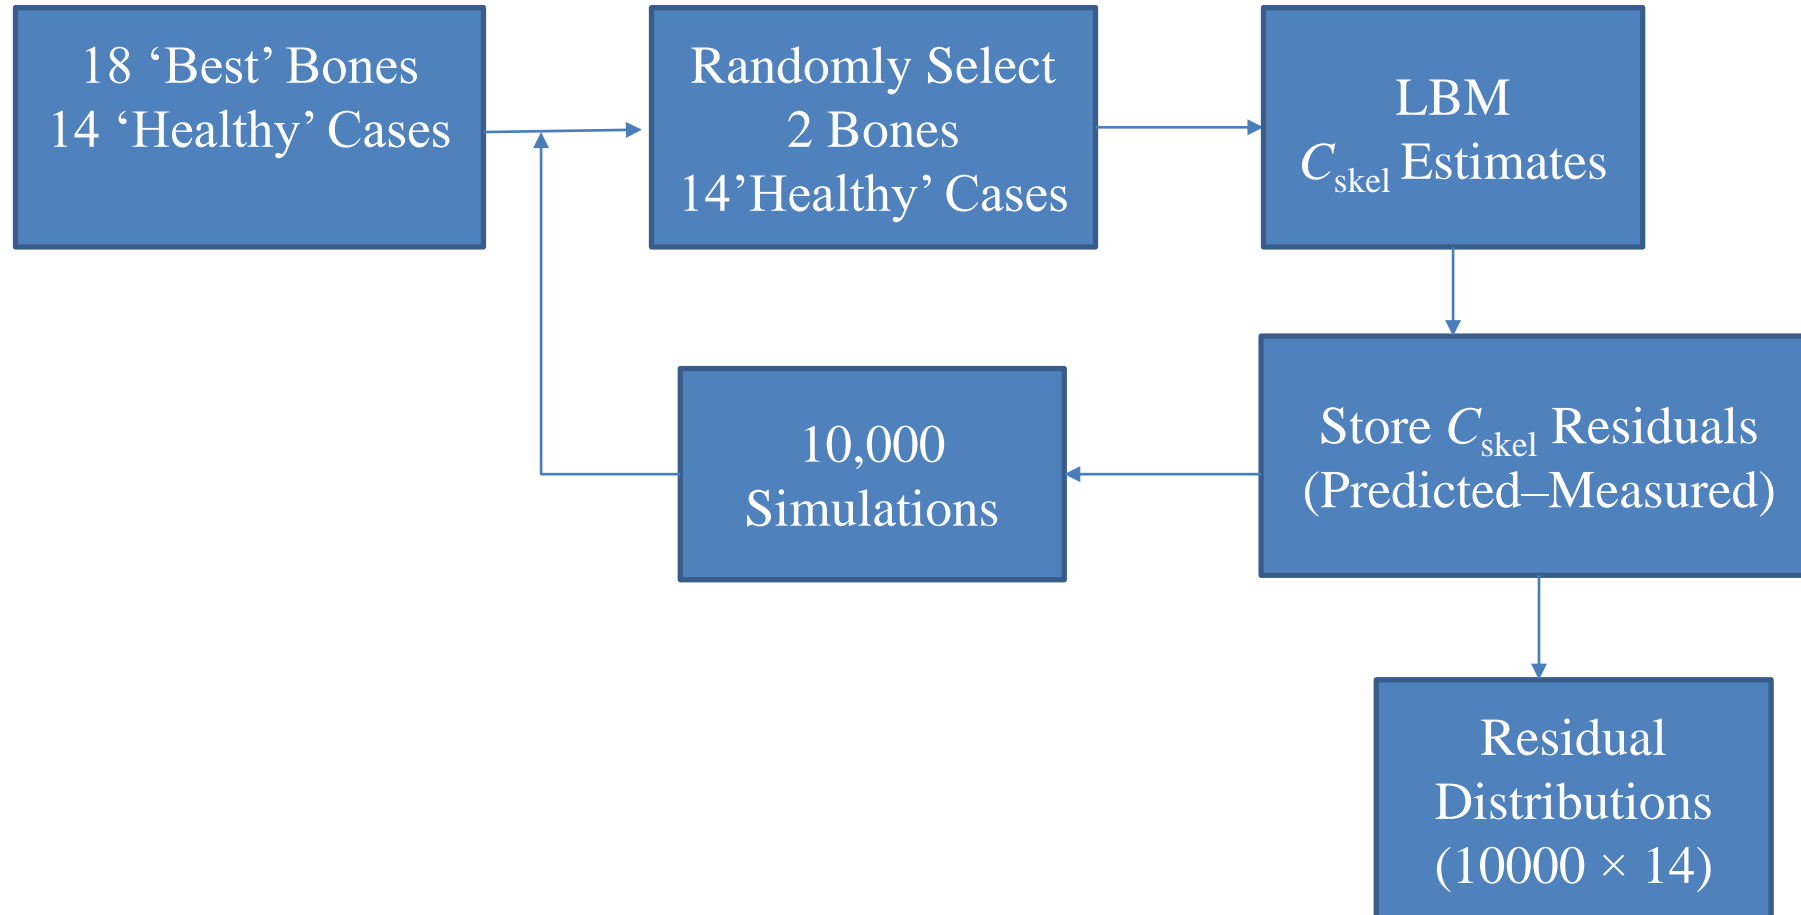 18 ‘Best’ Bones
14 ‘Healthy’ Cases
Randomly Select
2 Bones
14’Healthy’ Cases
LBM
Cskel Estimates
Store Cskel Residuals
(Predicted–Measured)
10,000
Simulations
Residual
Distributions
(10000 × 14)